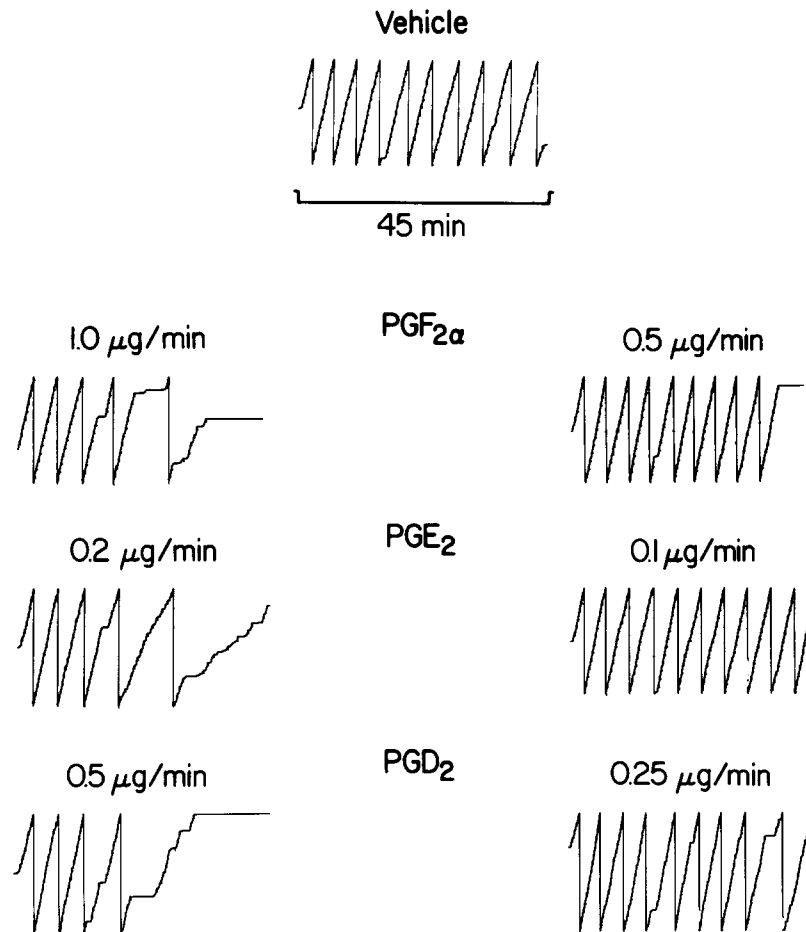 Vehicle
45 min
PGF2α
1.0 μg/min
0.5 μg/min
PGE2
0.2 μg/min
0.1 μg/min
PGD2
0.5 μg/min
0.25 μg/min